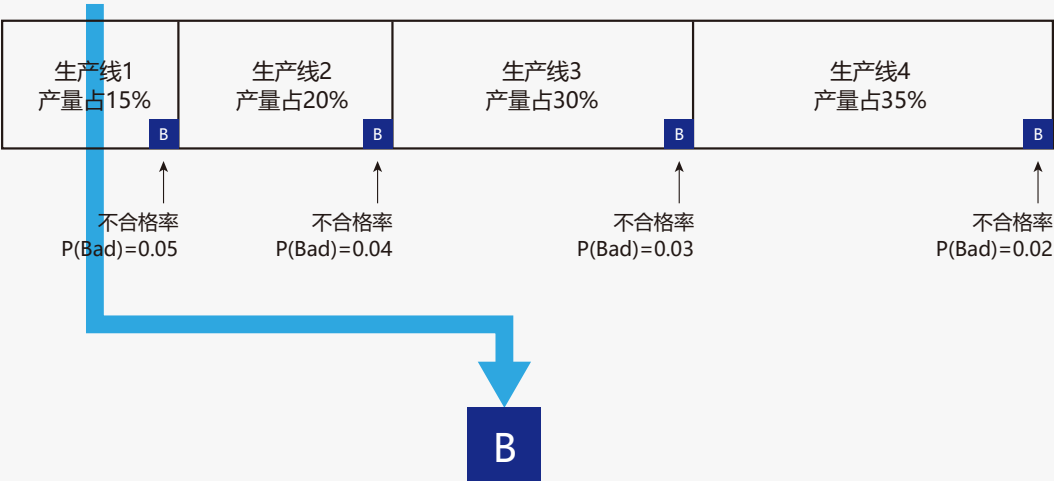 生产线1
产量占15%
B
生产线2
产量占20%
B
生产线3
产量占30%
B
生产线4
产量占35%
B
不合格率
P(Bad)=0.05
不合格率
P(Bad)=0.04
不合格率
P(Bad)=0.03
不合格率
P(Bad)=0.02
B